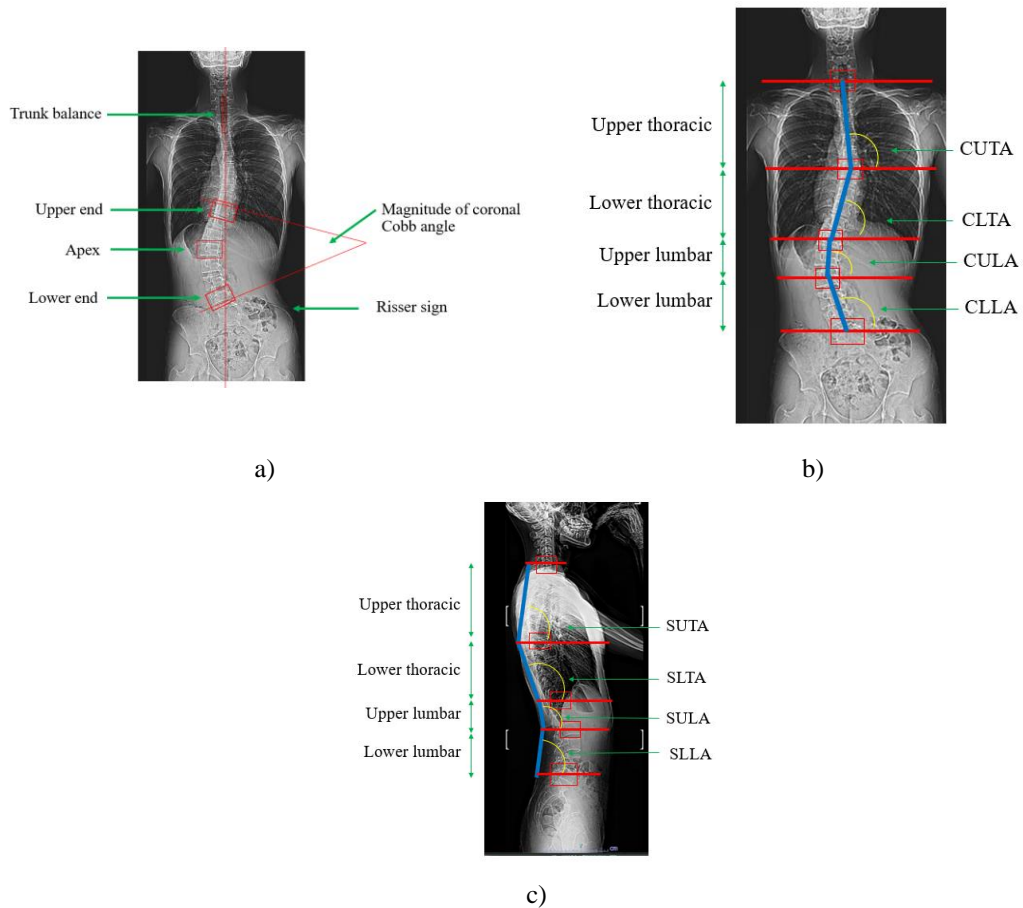 Trunk balance
Upper end
Apex
Lower end
Magnitude of coronal
Cobb angle
Risser sign
a)
Upper thoracic
Lower thoracic
Upper lumbar
Lower lumbar
CUTA
CLTA
CULA
CLLA
b)
Upper thoracic
Lower thoracic
Upper lumbar
Lower lumbar
SUTA
SLTA
SULA
SLLA
c)